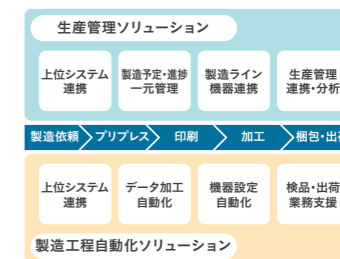 生産管理ソリューション
上位システム
連携
製造予定・進捗
一元管理
製造ライン
機器連携
生産管理
連携・分析
製造依頼 プリプレス 印刷 加工 梱包・出
上位システム
連携
データ加工
自動化
機器設定
自動化
検品・出荷
業務支援
製造工程自動化ソリューション